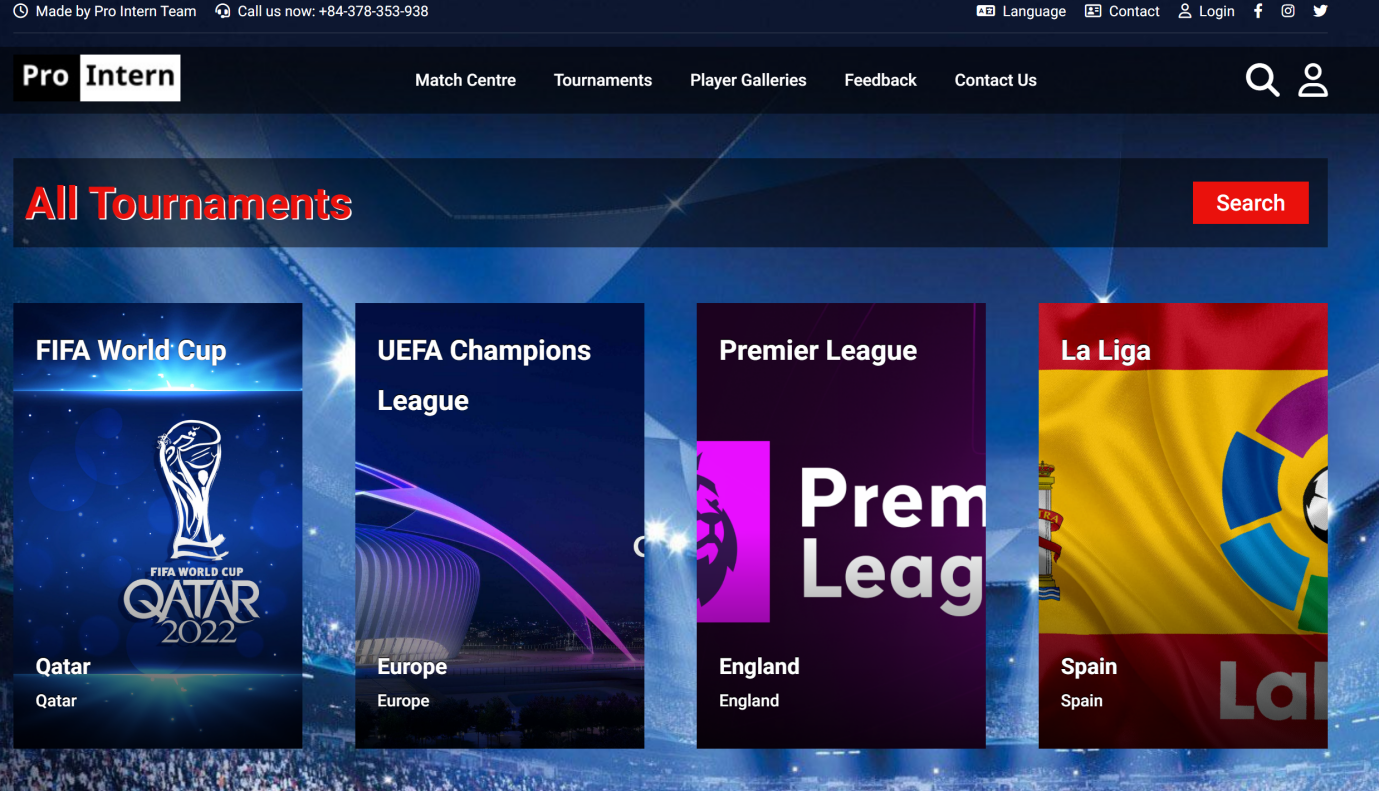 Made by Pro Intern Team Call us now: +84-378-353-938 Language Contact Login
Pro Intern Match Centre Tournaments Player Galleries Feedback Contact Us
All Tournaments Search
FIFA World Cup
FIFA WORLD CUP
QATAR
2022
Qatar
Qatar
UEFA Champions
League
Europe
Europe
Premier League
Prem
Leag
England
England
La Liga
Spain
Spain